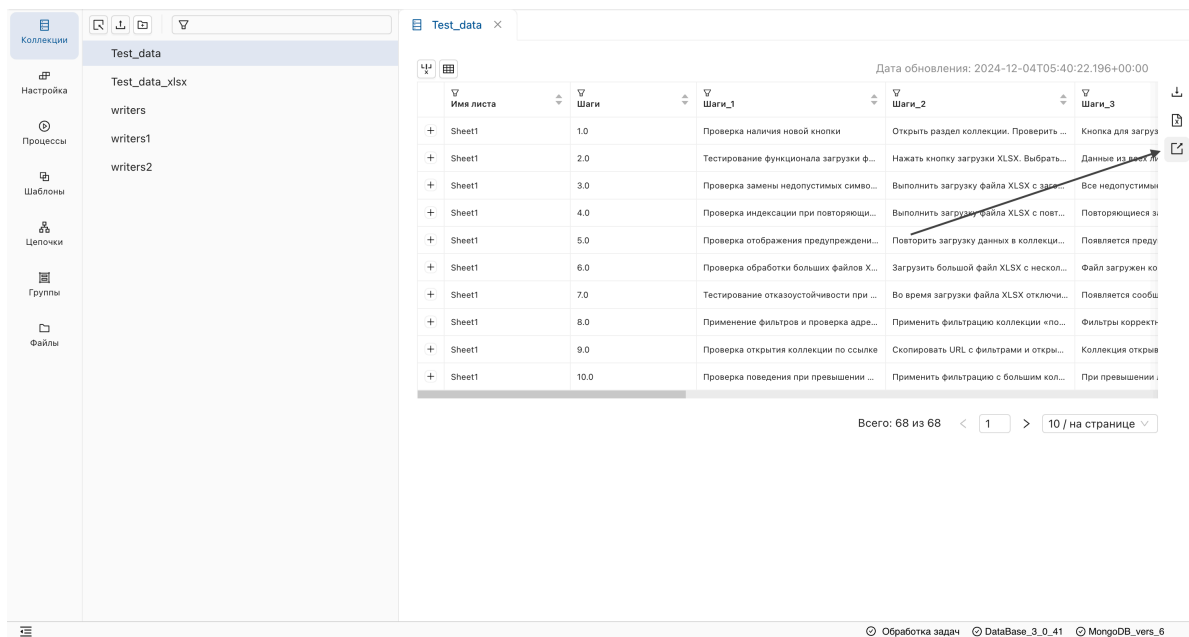 Коллекции
Настройка
Процессы
Шаблоны
Цепочки
Группы
Файлы
Test_data
Test_data_xlsx
writers
writers1
writers2
Test_data
Дата обновления: 2024-12-04T05:40:22.196+00:00
Имя листа Шаги Шаги_1 Шаги_2 Шаги_3
Sheet1 1.0 Проверка наличия новой кнопки Открыть раздел коллекции. Проверить ... Кнопка для загруз
Sheet1 2.0 Тестирование функционала загрузки ф... Нажать кнопку загрузки XLSX. Выбрать... Данные из всех ли
Sheet1 3.0 Проверка замены недопустимых симво... Выполнить загрузку файла XLSX с заго... Все недопустимые
Sheet1 4.0 Проверка индексации при повторяющи... Выполнить загрузку файла XLSX с повт... Повторяющиеся за
Sheet1 5.0 Проверка отображения предупреждени... Повторить загрузку данных в коллекци... Появляется преду
Sheet1 6.0 Проверка обработки больших файлов X... Загрузить большой файл XLSX с нескол... Файл загружен ко
Sheet1 7.0 Тестирование отказоустойчивости при ... Во время загрузки файла XLSX отключи... Появляется сообщ
Sheet1 8.0 Применение фильтров и проверка адре... Применить фильтрацию коллекции «по... Фильтры корректн
Sheet1 9.0 Проверка открытия коллекции по ссылке Скопировать URL с фильтрами и откры... Коллекция открыв
Sheet1 10.0 Проверка поведения при превышении ... Применить фильтрацию с большим кол... При превышении
Всего: 68 из 68 1 10 / на странице
Обработка задач DataBase_3_0_41 MongoDB_vers_6